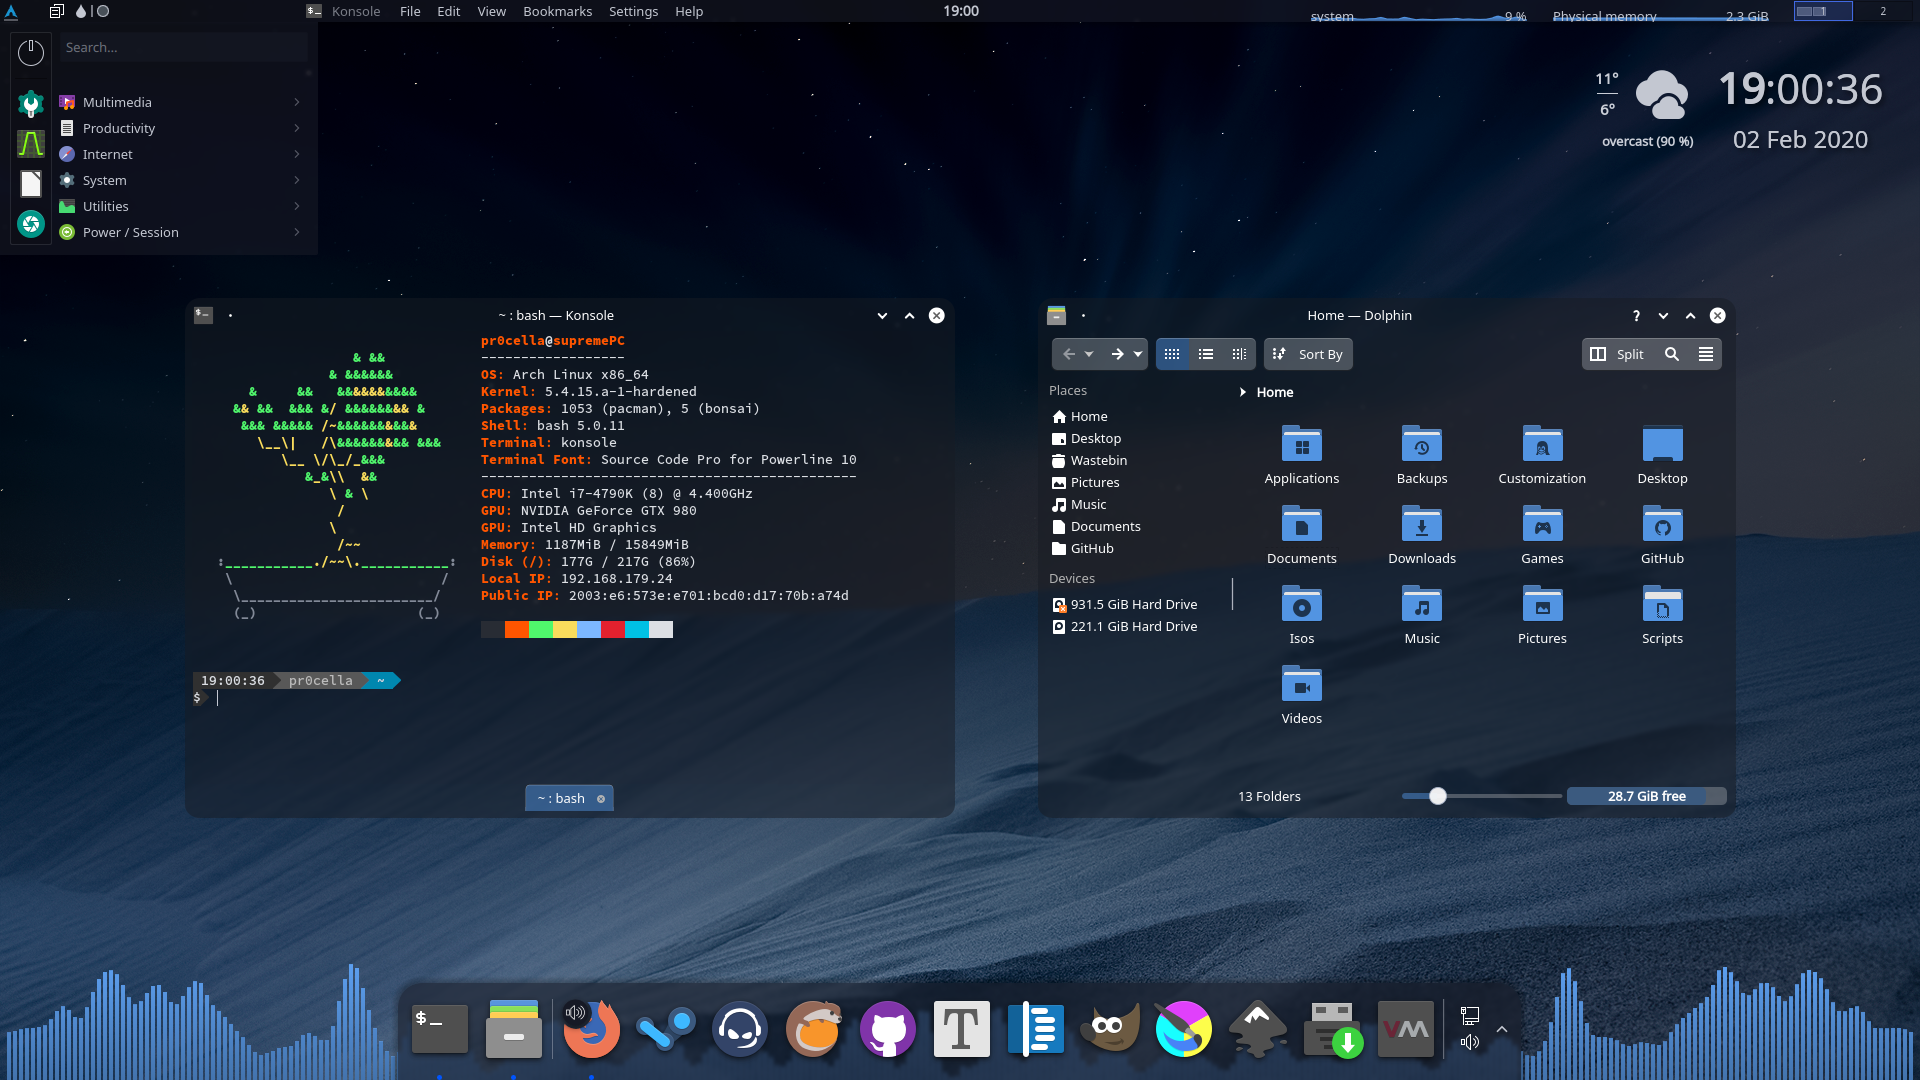 Konsole File Edit View Bookmarks Settings Help
19:00
system 9 %
Physical memory 2.3 GiB
1
2
Search...
Multimedia
Productivity
Internet
System
Utilities
Power / Session
11°
6°
overcast (90 %)
19:00:36
02 Feb 2020
~ : bash — Konsole
pr0cella@supremePC
------------------
OS: Arch Linux x86_64
Kernel: 5.4.15.a-1-hardened
Packages: 1053 (pacman), 5 (bonsai)
Shell: bash 5.0.11
Terminal: konsole
Terminal Font: Source Code Pro for Powerline 10
-----------------------------------------------
CPU: Intel i7-4790K (8) @ 4.400GHz
GPU: NVIDIA GeForce GTX 980
GPU: Intel HD Graphics
Memory: 1187MiB / 15849MiB
Disk (/): 177G / 217G (86%)
Local IP: 192.168.179.24
Public IP: 2003:e6:573e:e701:bcd0:d17:70b:a74d
19:00:36 pr0cella ~
$
~ : bash
Home — Dolphin
?
Sort By
Split
Places
Home
Desktop
Wastebin
Pictures
Music
Documents
GitHub
Devices
931.5 GiB Hard Drive
221.1 GiB Hard Drive
Home
Applications Backups Customization Desktop
Documents Downloads Games GitHub
Isos Music Pictures Scripts
Videos
13 Folders
28.7 GiB free
$_
T
VM